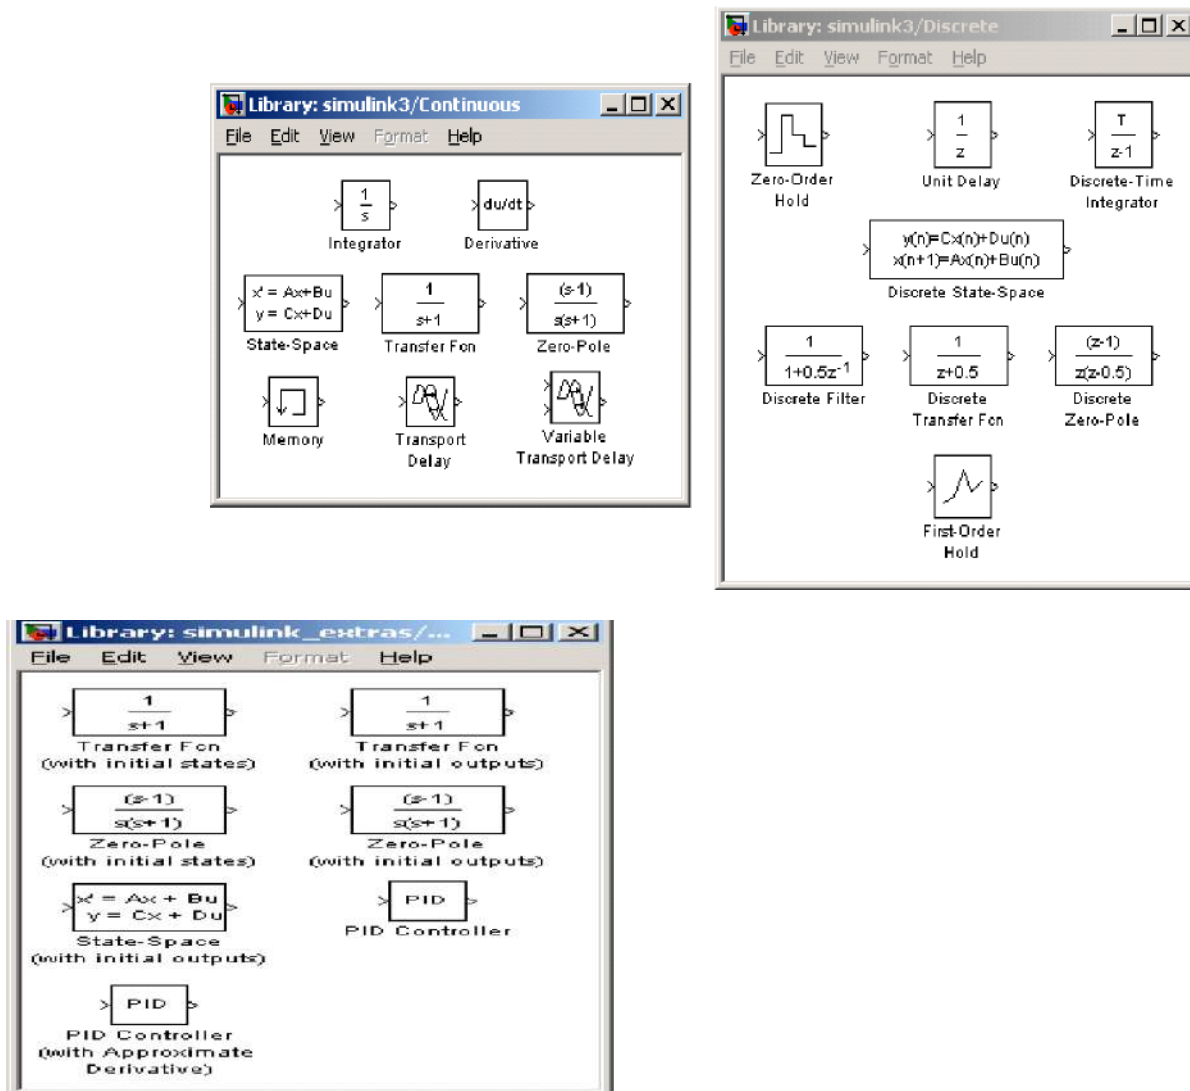 Library: simulink3/Continuous
File Edit View Format Help
1
s
Integrator
du/dt
Derivative
x' = Ax+Bu
y = Cx+Du
State-Space
1
s+1
Transfer Fcn
(s-1)
s(s+1)
Zero-Pole
Memory
Transport
Delay
Variable
Transport Delay
Library: simulink3/Discrete
File Edit View Format Help
Zero-Order
Hold
1
z
Unit Delay
T
z-1
Discrete-Time
Integrator
y(n)=Cx(n)+Du(n)
x(n+1)=Ax(n)+Bu(n)
Discrete State-Space
1
1+0.5z-1
Discrete Filter
1
z+0.5
Discrete
Transfer Fcn
(z-1)
z(z-0.5)
Discrete
Zero-Pole
First-Order
Hold
Library: simulink_extras/...
File Edit View Format Help
1
s+1
Transfer Fcn
(with initial states)
1
s+1
Transfer Fcn
(with initial outputs)
(s-1)
s(s+1)
Zero-Pole
(with initial states)
(s-1)
s(s+1)
Zero-Pole
(with initial outputs)
x' = Ax + Bu
y = Cx + Du
State-Space
(with initial outputs)
PID
PID Controller
PID
PID Controller
(with Approximate
Derivative)